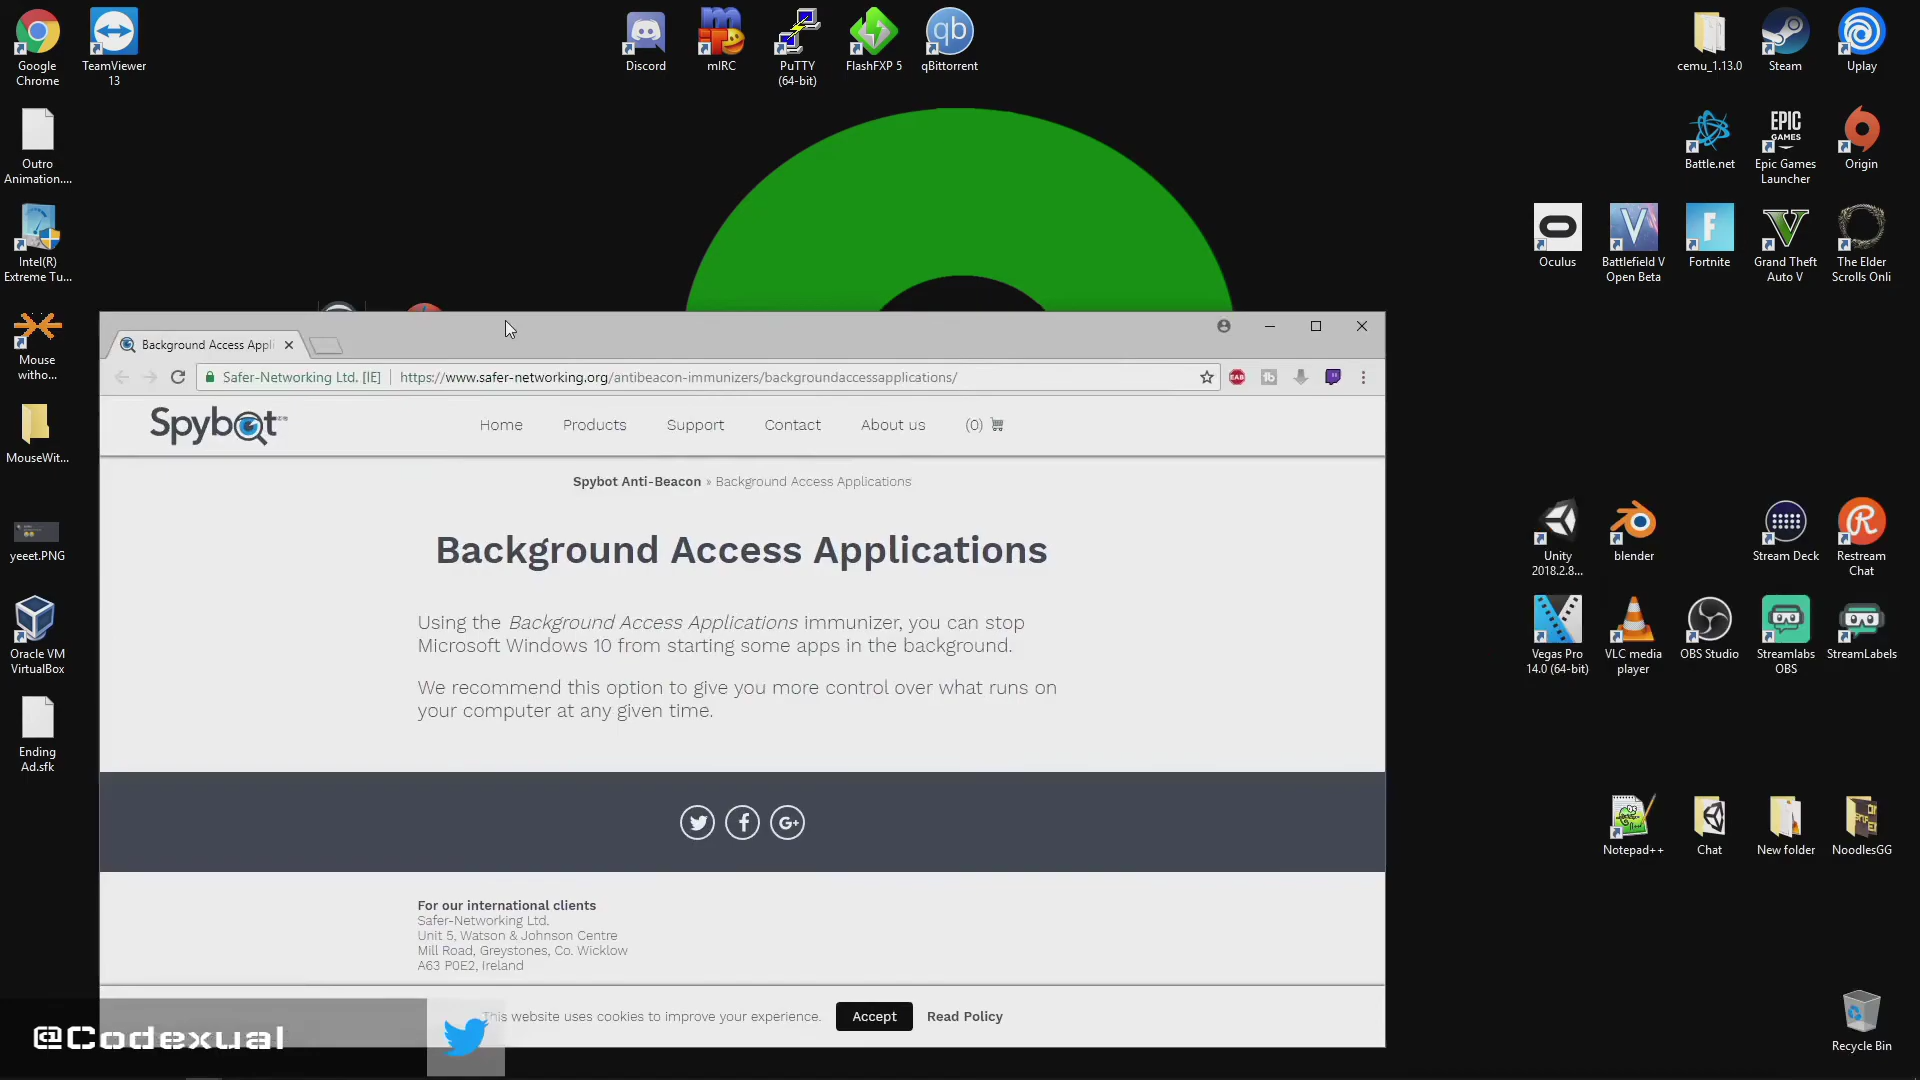 Google
Chrome
TeamViewer
13
Discord
mIRC
PuTTY
(64-bit)
FlashFXP 5
qBittorrent
cemu_1.13.0
Steam
Uplay
Outro
Animation....
Battle.net
EPIC
GAMES
Epic Games
Launcher
Origin
Intel(R)
Extreme Tu...
Oculus
Battlefield V
Open Beta
Fortnite
Grand Theft
Auto V
The Elder
Scrolls Onli
Mouse
witho...
MouseWit...
yeeet.PNG
Oracle VM
VirtualBox
Ending
Ad.sfk
Background Access Appli
Safer-Networking Ltd. [IE]
https://www.safer-networking.org/antibeacon-immunizers/backgroundaccessapplications/
Spybot
Home
Products
Support
Contact
About us
(0)
Spybot Anti-Beacon » Background Access Applications
Background Access Applications
Using the Background Access Applications immunizer, you can stop
Microsoft Windows 10 from starting some apps in the background.
We recommend this option to give you more control over what runs on
your computer at any given time.
For our international clients
Safer-Networking Ltd.
Unit 5, Watson & Johnson Centre
Mill Road, Greystones, Co. Wicklow
A63 P0E2, Ireland
This website uses cookies to improve your experience.
Accept
Read Policy
@Codexual
Unity
2018.2.8...
blender
Stream Deck
Restream
Chat
Vegas Pro
14.0 (64-bit)
VLC media
player
OBS Studio
Streamlabs
OBS
StreamLabels
Notepad++
Chat
New folder
NoodlesGG
Recycle Bin